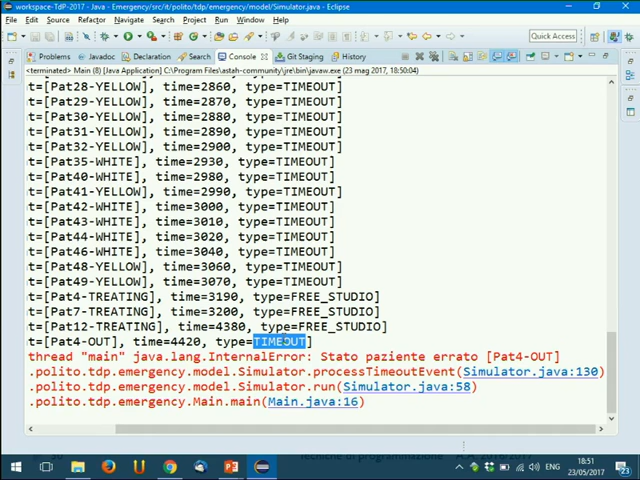 workspace-TdP-2017 - Java - Emergency/src/it/polito/tdp/emergency/model/Simulator.java - Eclipse
File Edit Source Refactor Navigate Search Project Run Window Help
Quick Access
Problems Javadoc Declaration Search Console Git Staging History
<terminated> Main (8) [Java Application] C:\Program Files\astah-community\jre\bin\javaw.exe (23 mag 2017, 18:50:04)
t=[Pat28-YELLOW], time=2860, type=TIMEOUT]
t=[Pat29-YELLOW], time=2870, type=TIMEOUT]
t=[Pat30-YELLOW], time=2880, type=TIMEOUT]
t=[Pat31-YELLOW], time=2890, type=TIMEOUT]
t=[Pat32-YELLOW], time=2900, type=TIMEOUT]
t=[Pat35-WHITE], time=2930, type=TIMEOUT]
t=[Pat40-WHITE], time=2980, type=TIMEOUT]
t=[Pat41-YELLOW], time=2990, type=TIMEOUT]
t=[Pat42-WHITE], time=3000, type=TIMEOUT]
t=[Pat43-WHITE], time=3010, type=TIMEOUT]
t=[Pat44-WHITE], time=3020, type=TIMEOUT]
t=[Pat46-WHITE], time=3040, type=TIMEOUT]
t=[Pat48-YELLOW], time=3060, type=TIMEOUT]
t=[Pat49-YELLOW], time=3070, type=TIMEOUT]
t=[Pat4-TREATING], time=3190, type=FREE_STUDIO]
t=[Pat7-TREATING], time=3200, type=FREE_STUDIO]
t=[Pat12-TREATING], time=4380, type=FREE_STUDIO]
t=[Pat4-OUT], time=4420, type=TIMEOUT]
thread "main" java.lang.InternalError: Stato paziente errato [Pat4-OUT]
.polito.tdp.emergency.model.Simulator.processTimeoutEvent(Simulator.java:130)
.polito.tdp.emergency.model.Simulator.run(Simulator.java:58)
.polito.tdp.emergency.Main.main(Main.java:16)
Tecniche di programmazione A.A. 2016/2017
ENG
18:51
23/05/2017
23